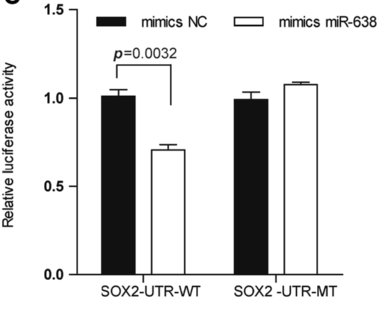 1.5
mimics NC
mimics miR-638
p=0.0032
1.0
0.5
0.0
Relative luciferase activity
SOX2-UTR-WT
SOX2 -UTR-MT